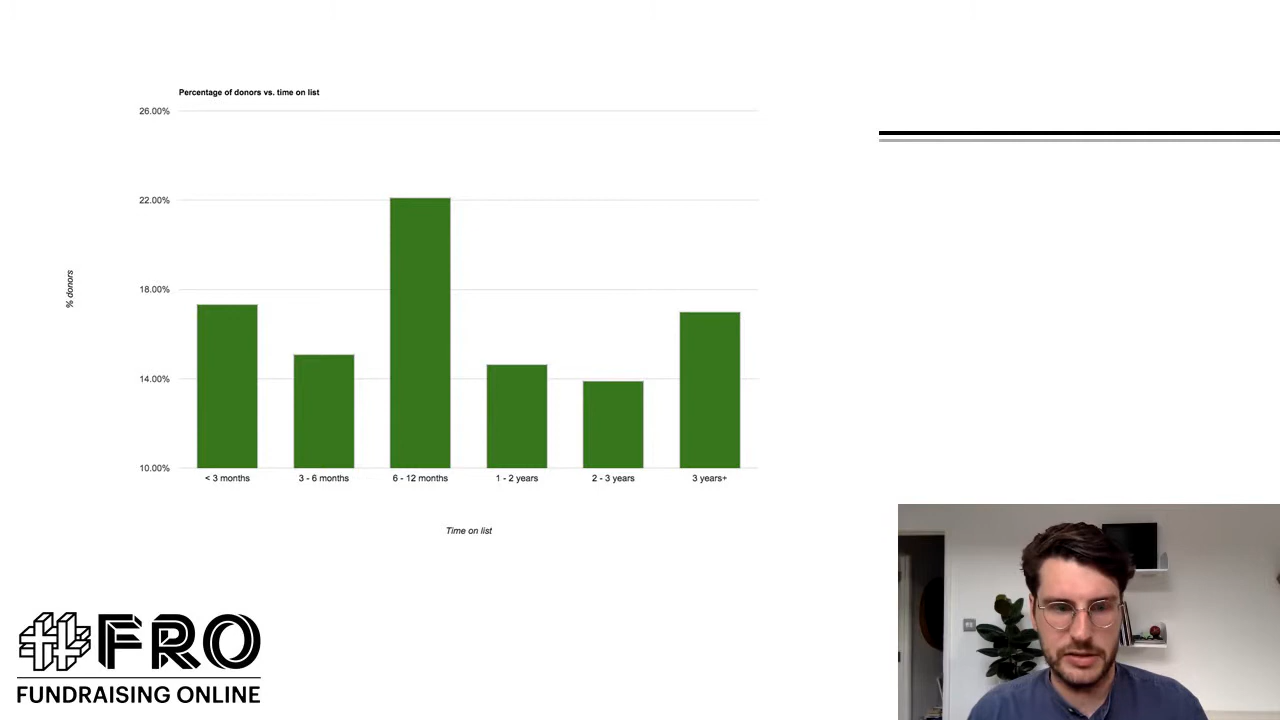 Percentage of donors vs. time on list
26.00%
22.00%
18.00%
14.00%
10.00%
% donors
< 3 months
3 - 6 months
6 - 12 months
1 - 2 years
2 - 3 years
3 years+
Time on list
#FRO
FUNDRAISING ONLINE